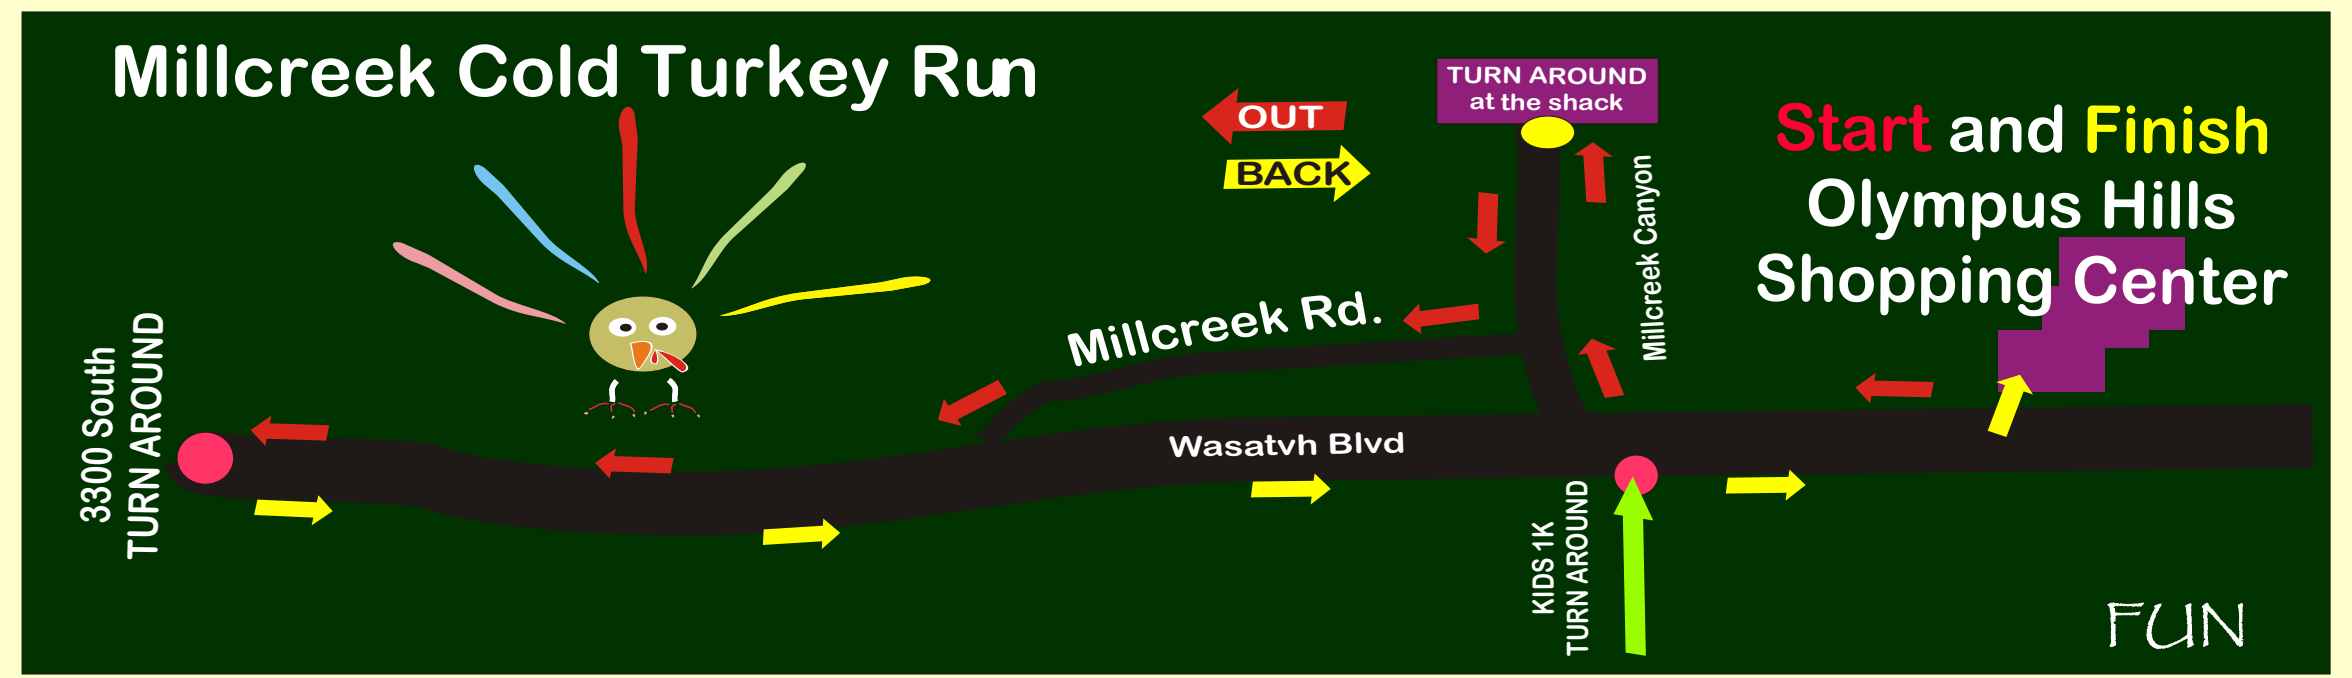 Millcreek Cold Turkey Run
OUT
BACK
TURN AROUND
at the shack
Start and Finish
Olympus Hills
Shopping Center
Millcreek Canyon
Millcreek Rd.
3300 South
TURN AROUND
Wasatvh Blvd
KIDS 1K
TURN AROUND
FUN